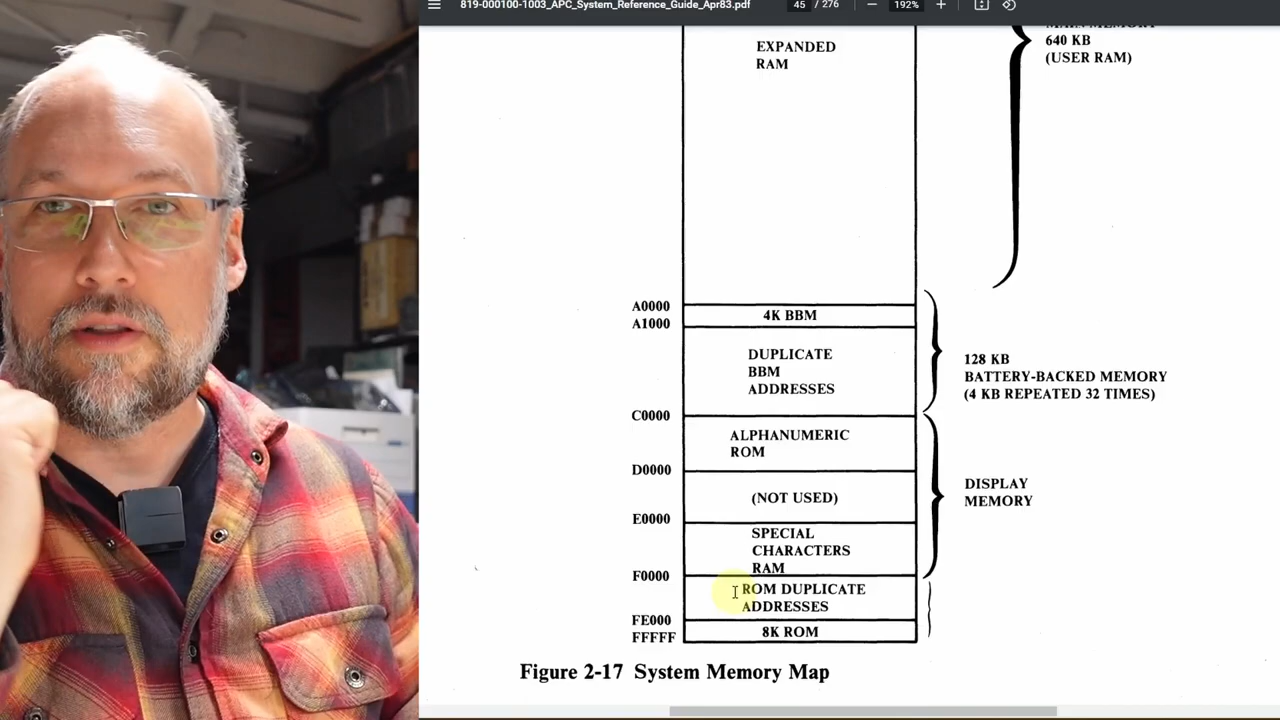 819-000100-1003_APC_System_Reference_Guide_Apr83.pdf
45 / 276
192%
EXPANDED
RAM
MAIN MEMORY
640 KB
(USER RAM)
A0000
4K BBM
A1000
DUPLICATE
BBM
ADDRESSES
128 KB
BATTERY-BACKED MEMORY
(4 KB REPEATED 32 TIMES)
C0000
ALPHANUMERIC
ROM
D0000
(NOT USED)
DISPLAY
MEMORY
E0000
SPECIAL
CHARACTERS
RAM
F0000
ROM DUPLICATE
ADDRESSES
FE000
8K ROM
FFFFF
Figure 2-17 System Memory Map